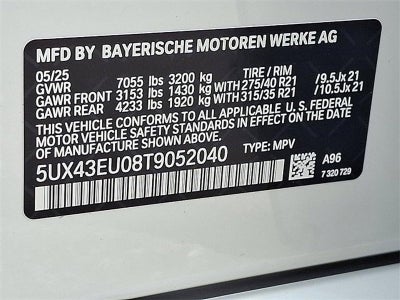 MFD BY BAYERISCHE MOTOREN WERKE AG
05/25
GVWR 7055 lbs 3200 kg TIRE / RIM
GAWR FRONT 3153 lbs 1430 kg WITH 275/40 R21 /9.5Jx21
GAWR REAR 4233 lbs 1920 kg WITH 315/35 R21 /10.5Jx21
THIS VEHICLE CONFORMS TO ALL APPLICABLE U.S. FEDERAL
MOTOR VEHICLE SAFETY STANDARDS IN EFFECT ON THE DATE
OF MANUFACTURE SHOWN ABOVE.
5UX43EU08T9052040 TYPE: MPV
A96
7 320 729